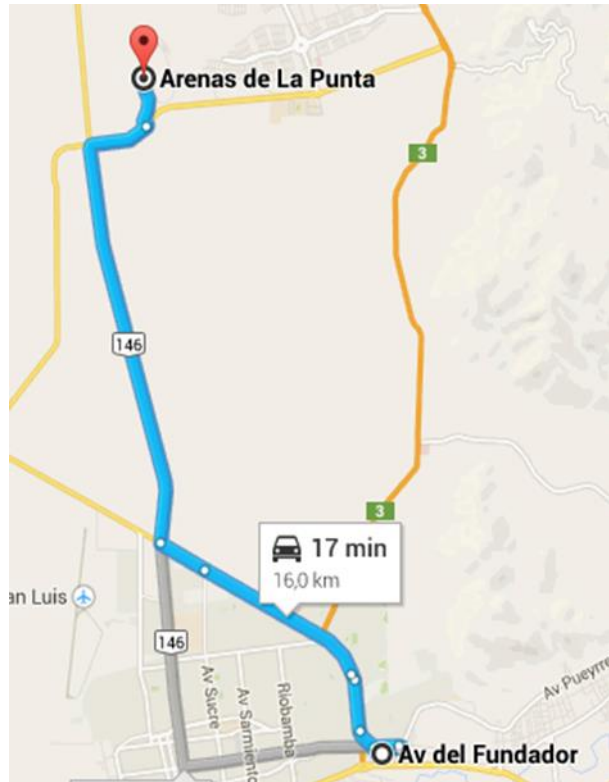 Arenas de La Punta
3
146
3
17 min
16,0 km
an Luis
146
Av Sucre
Av Sarmiento
Riobamba
Av Pueyrre
Av del Fundador